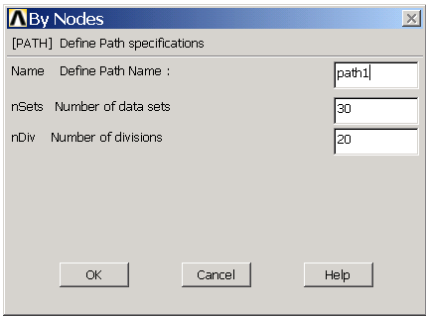 By Nodes
[PATH] Define Path specifications
Name Define Path Name :
path1
nSets Number of data sets
30
nDiv Number of divisions
20
OK Cancel Help